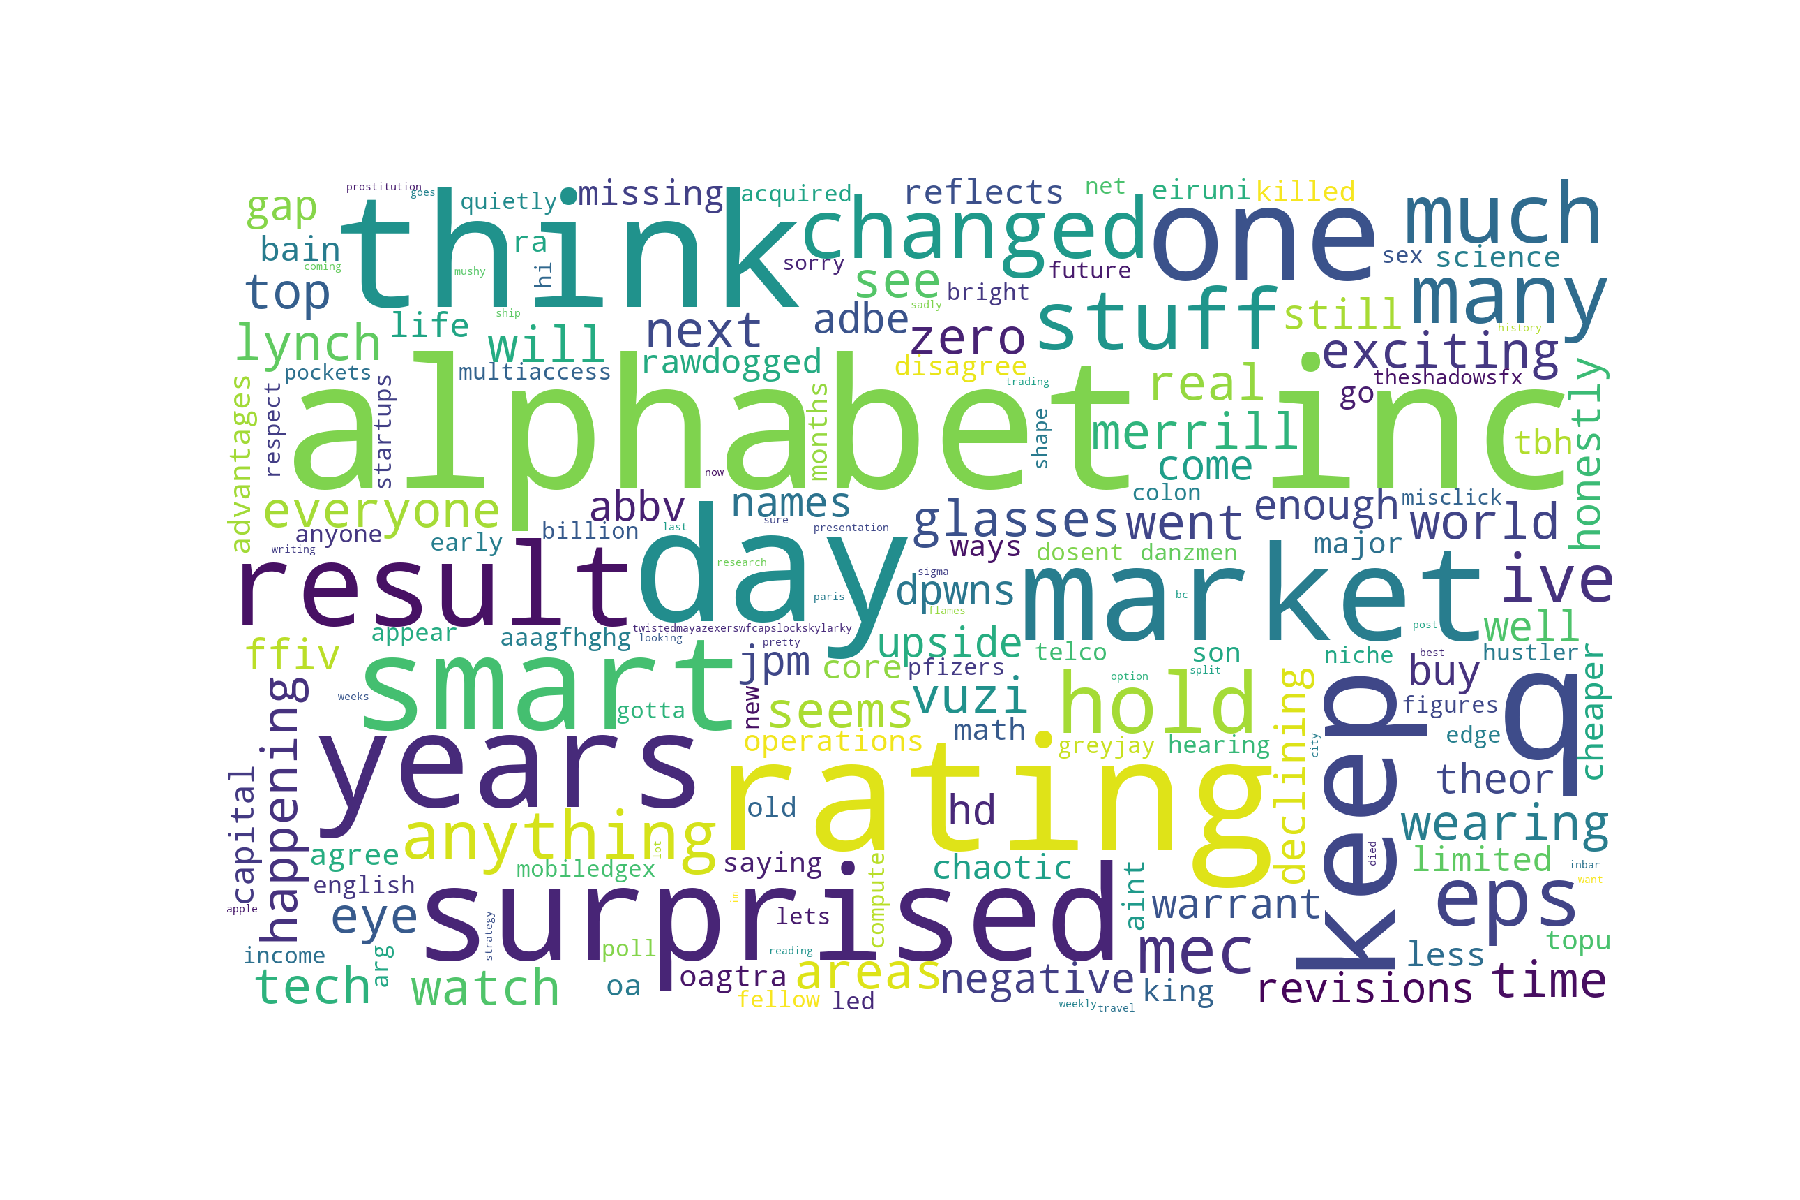 prostitution goes quietly missing acquired reflects net eiruni killed
gap think changed one much
bain ra hi sorry future sex science
coming mushy bright many
top ship see sadly
lynch life will next adbe zero stuff still exciting history
pockets multiaccess rawdogged disagree trading real go theshadowsfx
alphabet inc
advantages respect startups months shape merrill tbh honestly
now come
everyone abbv names colon enough misclick
anyone early billion last sure presentation glasses went world
writing ways dosent danzmen major
result day research sigma market ive
paris dpwns bc
flames
appear aaagfhghg twistedmayazexerswfcapslockskylarky post well
ffiv looking pretty upside telco son niche best hustler
smart jpm core pfizers split buy
happening weeks gotta new seems vuzi option hold figures cheaper
years operations math greyjay hearing city keep edge q
capital rating declining theor
anything old hd wearing
agree lot saying chaotic limited
apple english mobiledgex im compute died inbar want
eye surprised lets aint warrant eps
income arg strategy poll reading mec less topu
tech watch oa oagtra areas negative king revisions time
fellow led weekly travel